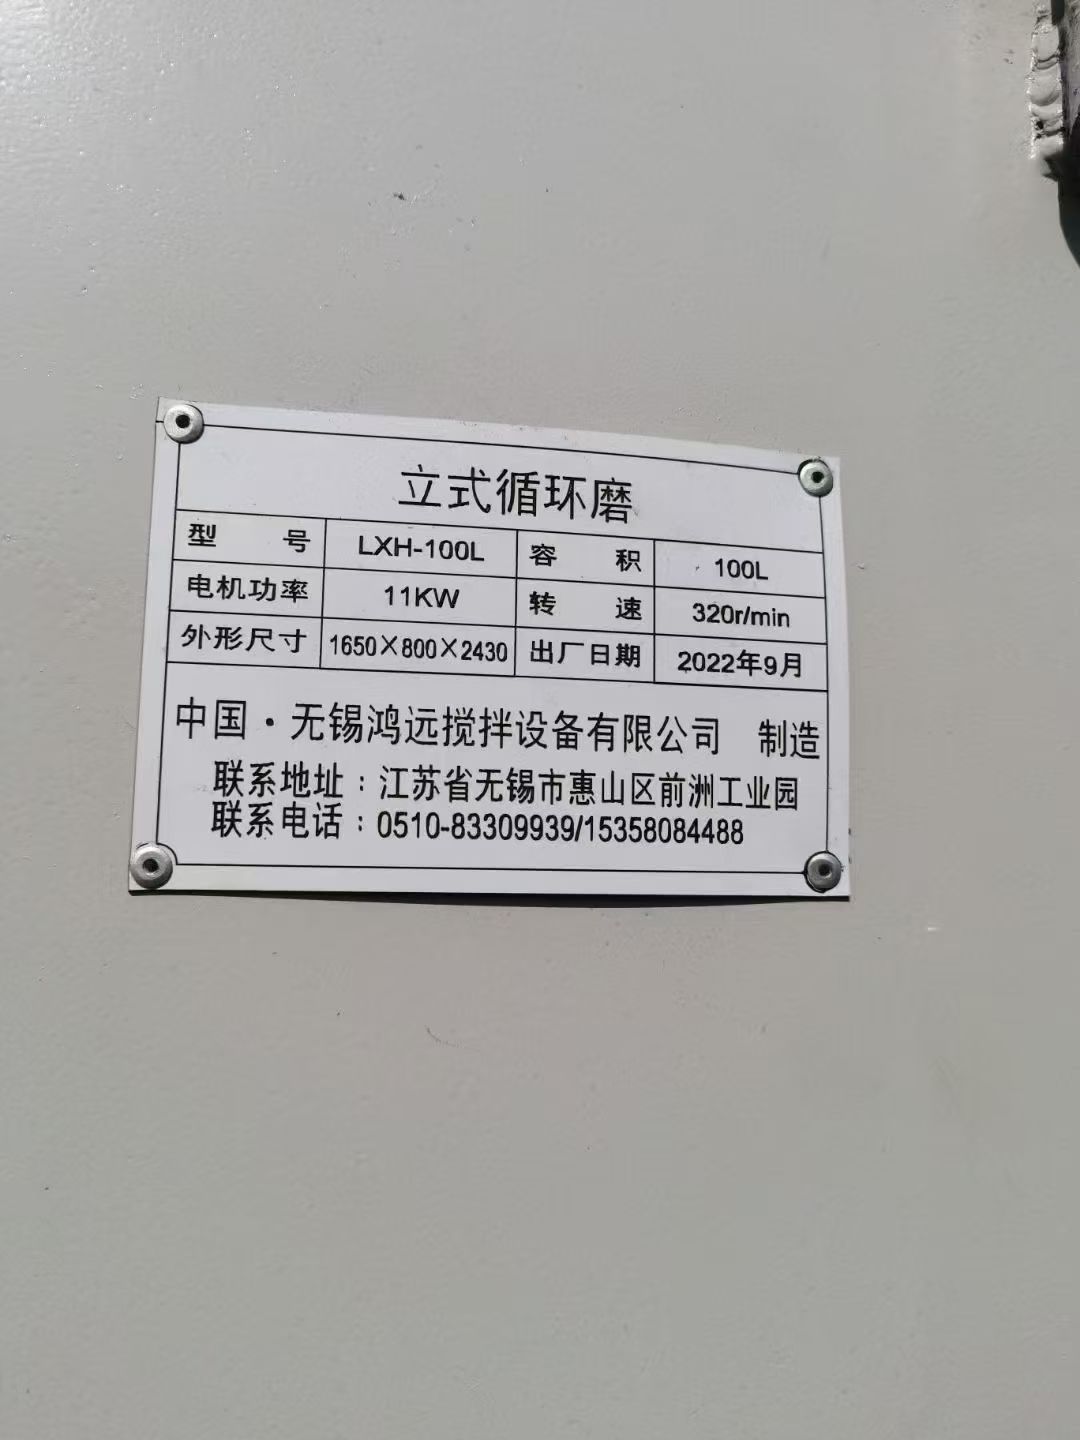 立式循环磨
型 号 LXH-100L 容 积 100L
电机功率 11KW 转 速 320r/min
外形尺寸 1650×800×2430 出厂日期 2022年9月
中国·无锡鸿远搅拌设备有限公司 制造
联系地址：江苏省无锡市惠山区前洲工业园
联系电话：0510-83309939/15358084488